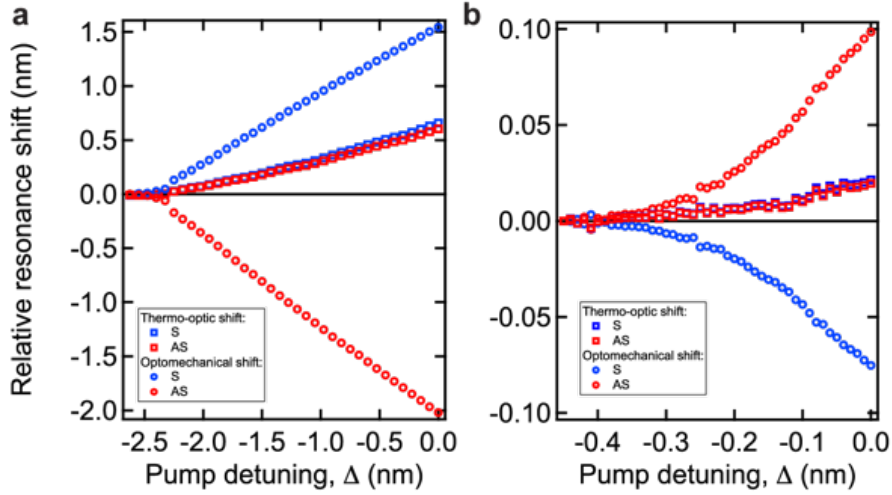 a
Relative resonance shift (nm)
1.5
1.0
0.5
0.0
-0.5
-1.0
-1.5
-2.0
Thermo-optic shift:
S
AS
Optomechanical shift:
S
AS
-2.5 -2.0 -1.5 -1.0 -0.5 0.0
Pump detuning, Δ (nm)
b
0.10
0.05
0.00
-0.05
-0.10
Thermo-optic shift:
S
AS
Optomechanical shift:
S
AS
-0.4 -0.3 -0.2 -0.1 0.0
Pump detuning, Δ (nm)